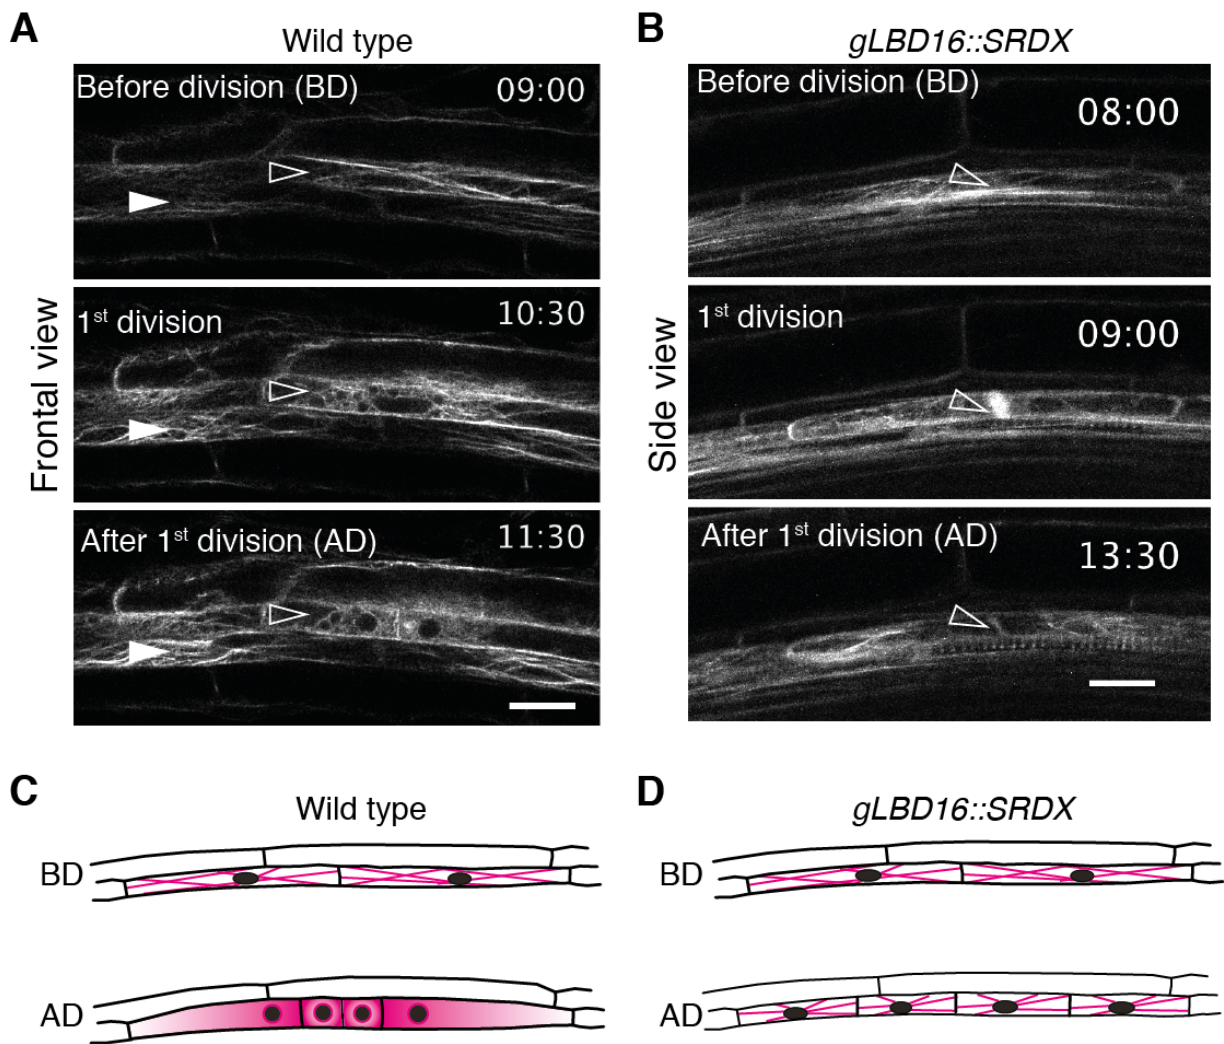 A
Wild type
Before division (BD)
09:00
Frontal view
1st division
10:30
After 1st division (AD)
11:30
B
gLBD16::SRDX
Before division (BD)
08:00
Side view
1st division
09:00
After 1st division (AD)
13:30
C
Wild type
BD
AD
D
gLBD16::SRDX
BD
AD